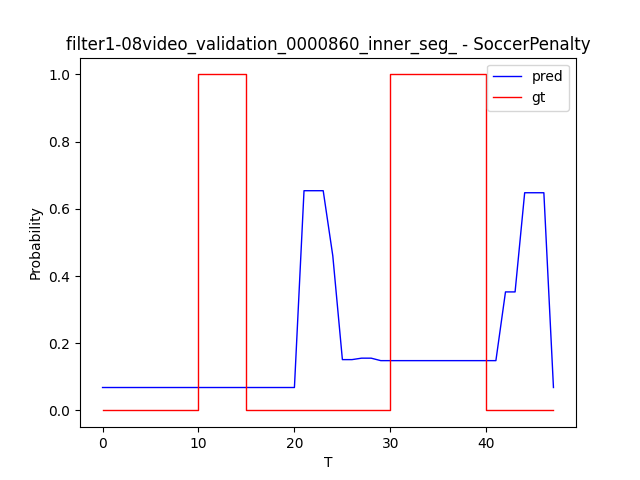 filter1-08video_validation_0000860_inner_seg_ - SoccerPenalty
pred
gt
1.0
0.8
0.6
0.4
0.2
0.0
Probability
0
10
20
30
40
T